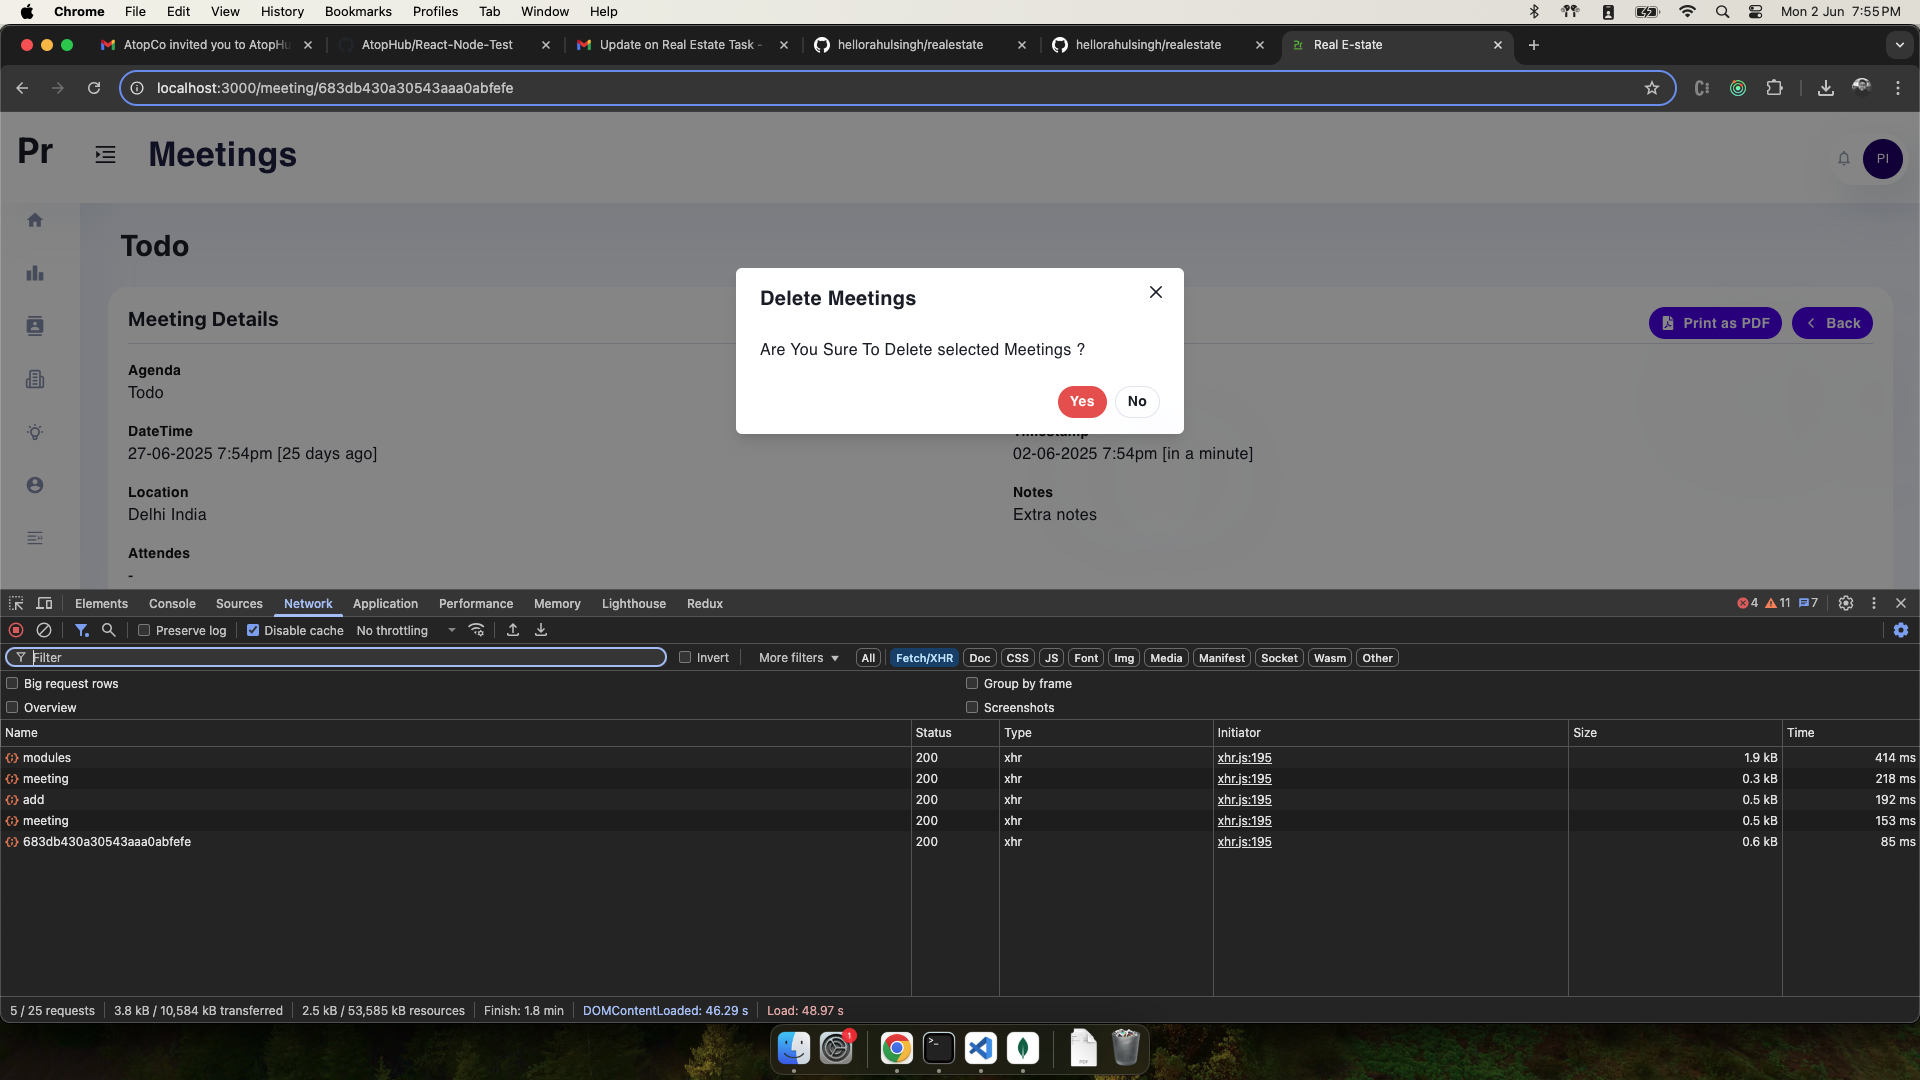 Chrome File Edit View History Bookmarks Profiles Tab Window Help Mon 2 Jun 7:55 PM
AtopCo invited you to AtopHu AtopHub/React-Node-Test Update on Real Estate Task - hellorahulsingh/realestate hellorahulsingh/realestate Real E-state
localhost:3000/meeting/683db430a30543aaa0abfefe
Pr Meetings PI
Todo
Meeting Details Print as PDF Back
Agenda
Todo
DateTime
27-06-2025 7:54pm [25 days ago]
Timestamp
02-06-2025 7:54pm [in a minute]
Location
Delhi India
Notes
Extra notes
Attendes
-
Delete Meetings
Are You Sure To Delete selected Meetings ?
Yes No
Elements Console Sources Network Application Performance Memory Lighthouse Redux 4 11 7
Preserve log Disable cache No throttling
Filter Invert More filters All Fetch/XHR Doc CSS JS Font Img Media Manifest Socket Wasm Other
Big request rows Group by frame
Overview Screenshots
Name Status Type Initiator Size Time
modules 200 xhr xhr.js:195 1.9 kB 414 ms
meeting 200 xhr xhr.js:195 0.3 kB 218 ms
add 200 xhr xhr.js:195 0.5 kB 192 ms
meeting 200 xhr xhr.js:195 0.5 kB 153 ms
683db430a30543aaa0abfefe 200 xhr xhr.js:195 0.6 kB 85 ms
5 / 25 requests 3.8 kB / 10,584 kB transferred 2.5 kB / 53,585 kB resources Finish: 1.8 min DOMContentLoaded: 46.29 s Load: 48.97 s
1
PDF